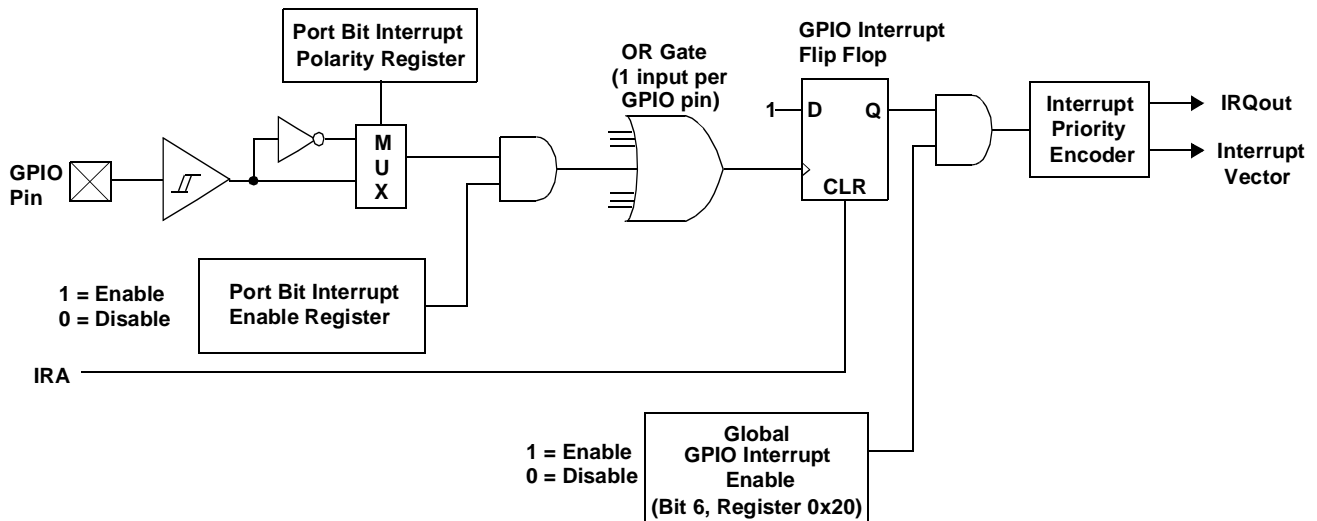 Port Bit Interrupt
Polarity Register
OR Gate
(1 input per
GPIO pin)
GPIO Interrupt
Flip Flop
M
U
X
1
D
Q
CLR
Interrupt
Priority
Encoder
IRQout
Interrupt
Vector
GPIO
Pin
1 = Enable
0 = Disable
Port Bit Interrupt
Enable Register
IRA
1 = Enable
0 = Disable
Global
GPIO Interrupt
Enable
(Bit 6, Register 0x20)